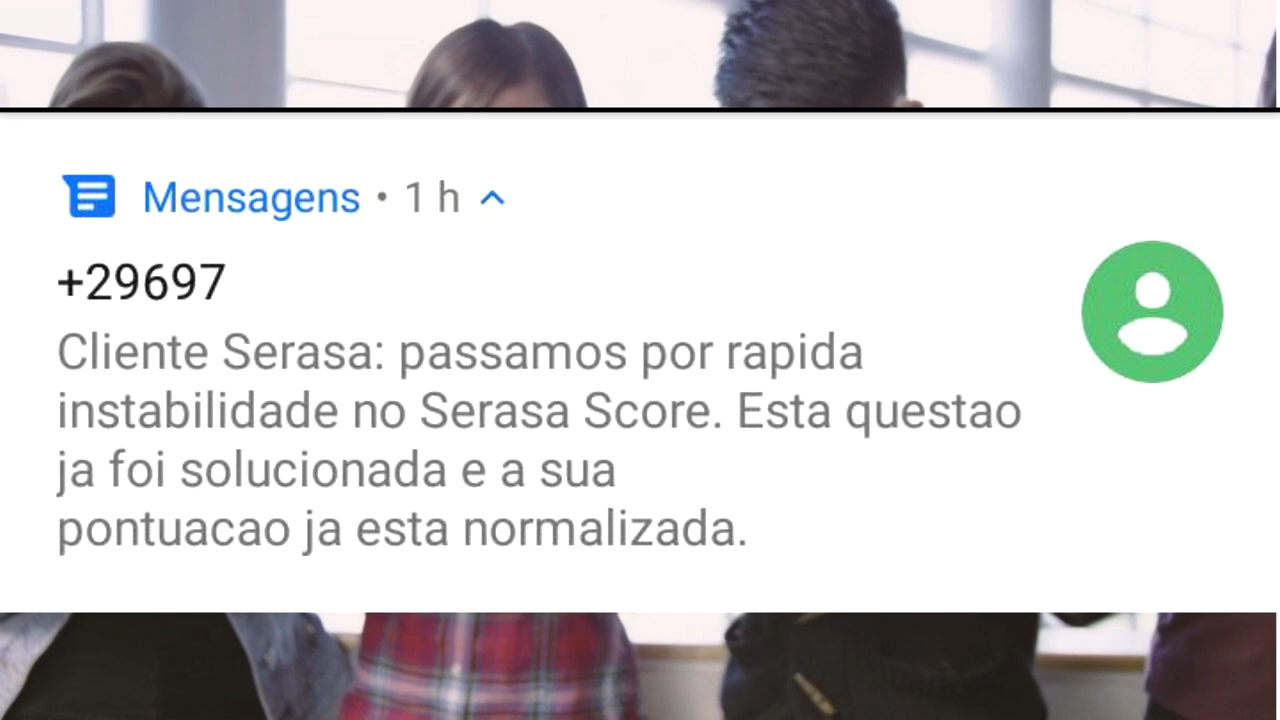 Mensagens • 1 h
+29697
Cliente Serasa: passamos por rapida
instabilidade no Serasa Score. Esta questao
ja foi solucionada e a sua
pontuacao ja esta normalizada.